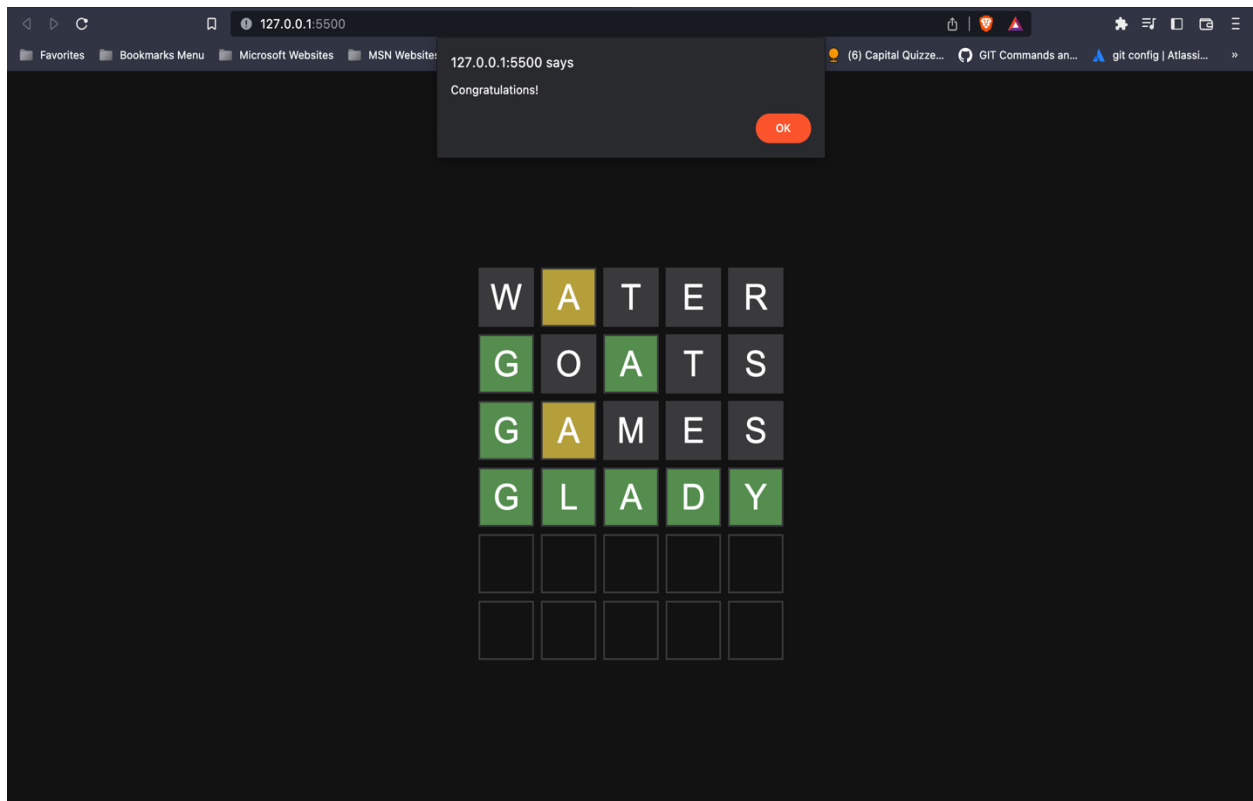 127.0.0.1:5500
Favorites Bookmarks Menu Microsoft Websites MSN Websites (6) Capital Quizze... GIT Commands an... git config | Atlassi... »
127.0.0.1:5500 says
Congratulations!
OK
W A T E R
G O A T S
G A M E S
G L A D Y